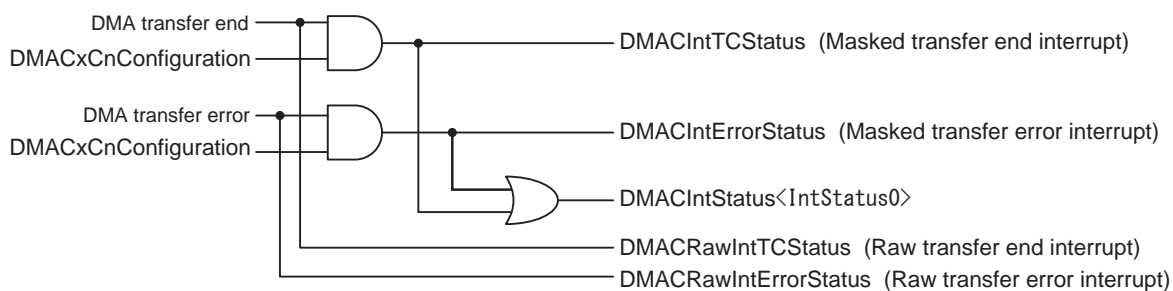 DMA transfer end
DMACIntTCStatus (Masked transfer end interrupt)
DMACxCnConfiguration
DMA transfer error
DMACIntErrorStatus (Masked transfer error interrupt)
DMACxCnConfiguration
DMACIntStatus<IntStatus0>
DMACRawIntTCStatus (Raw transfer end interrupt)
DMACRawIntErrorStatus (Raw transfer error interrupt)